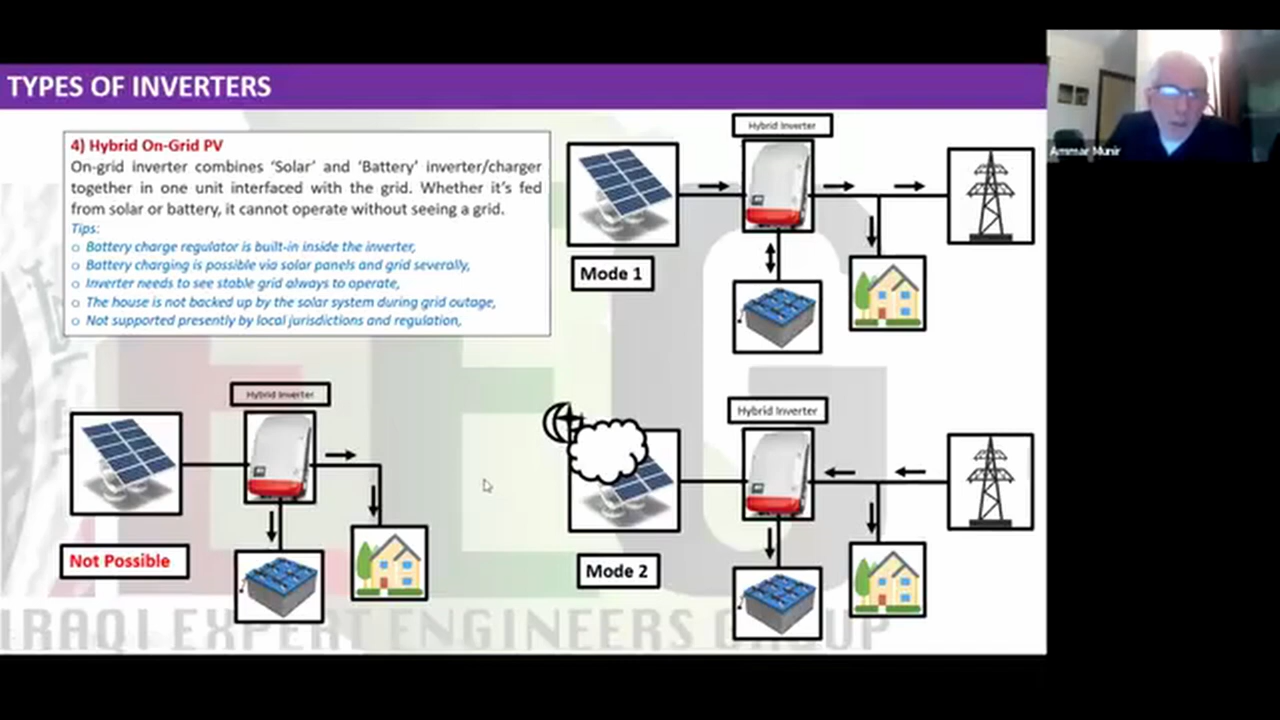 TYPES OF INVERTERS
Ammar Munir
4) Hybrid On-Grid PV
On-grid inverter combines 'Solar' and 'Battery' inverter/charger
together in one unit interfaced with the grid. Whether it's fed
from solar or battery, it cannot operate without seeing a grid.
Tips:
o Battery charge regulator is built-in inside the inverter,
o Battery charging is possible via solar panels and grid severally,
o Inverter needs to see stable grid always to operate,
o The house is not backed up by the solar system during grid outage,
o Not supported presently by local jurisdictions and regulation,
Hybrid Inverter
Mode 1
Hybrid Inverter
Not Possible
Hybrid Inverter
Mode 2
IRAQI EXPERT ENGINEERS GROUP